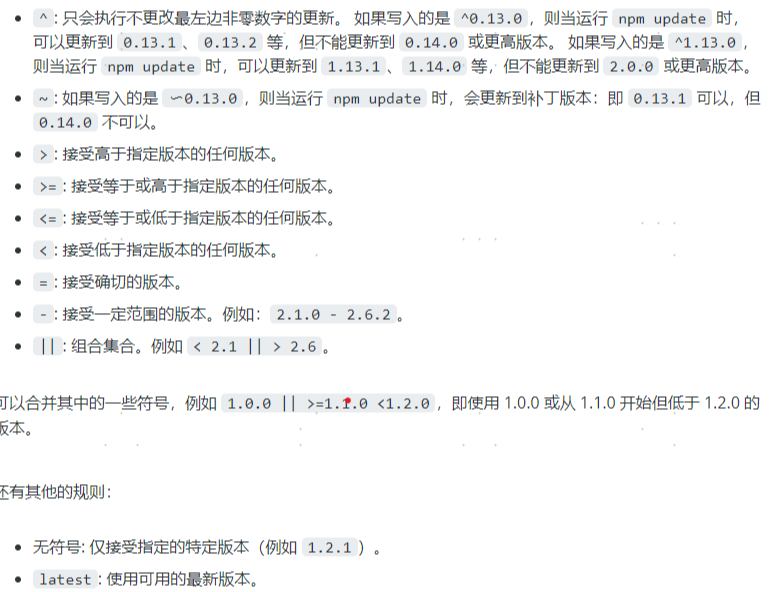 ^: 只会执行不更改最左边非零数字的更新。 如果写入的是 ^0.13.0，则当运行 npm update 时，
可以更新到 0.13.1、 0.13.2 等，但不能更新到 0.14.0 或更高版本。 如果写入的是 ^1.13.0，
则当运行 npm update 时，可以更新到 1.13.1、 1.14.0 等，但不能更新到 2.0.0 或更高版本。
~: 如果写入的是 ~0.13.0，则当运行 npm update 时，会更新到补丁版本：即 0.13.1 可以，但
0.14.0 不可以。
>: 接受高于指定版本的任何版本。
>=: 接受等于或高于指定版本的任何版本。
<=: 接受等于或低于指定版本的任何版本。
<: 接受低于指定版本的任何版本。
=: 接受确切的版本。
-: 接受一定范围的版本。例如： 2.1.0 - 2.6.2。
||: 组合集合。例如 < 2.1 || > 2.6。
可以合并其中的一些符号，例如 1.0.0 || >=1.1.0 <1.2.0，即使用 1.0.0 或从 1.1.0 开始但低于 1.2.0 的
版本。
还有其他的规则：
无符号: 仅接受指定的特定版本（例如 1.2.1）。
latest: 使用可用的最新版本。